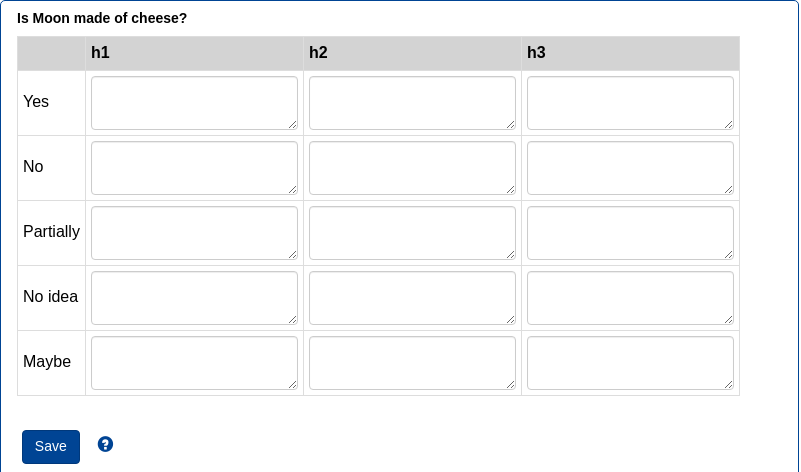 Is Moon made of cheese?
h1 h2 h3
Yes
No
Partially
No idea
Maybe
Save ?